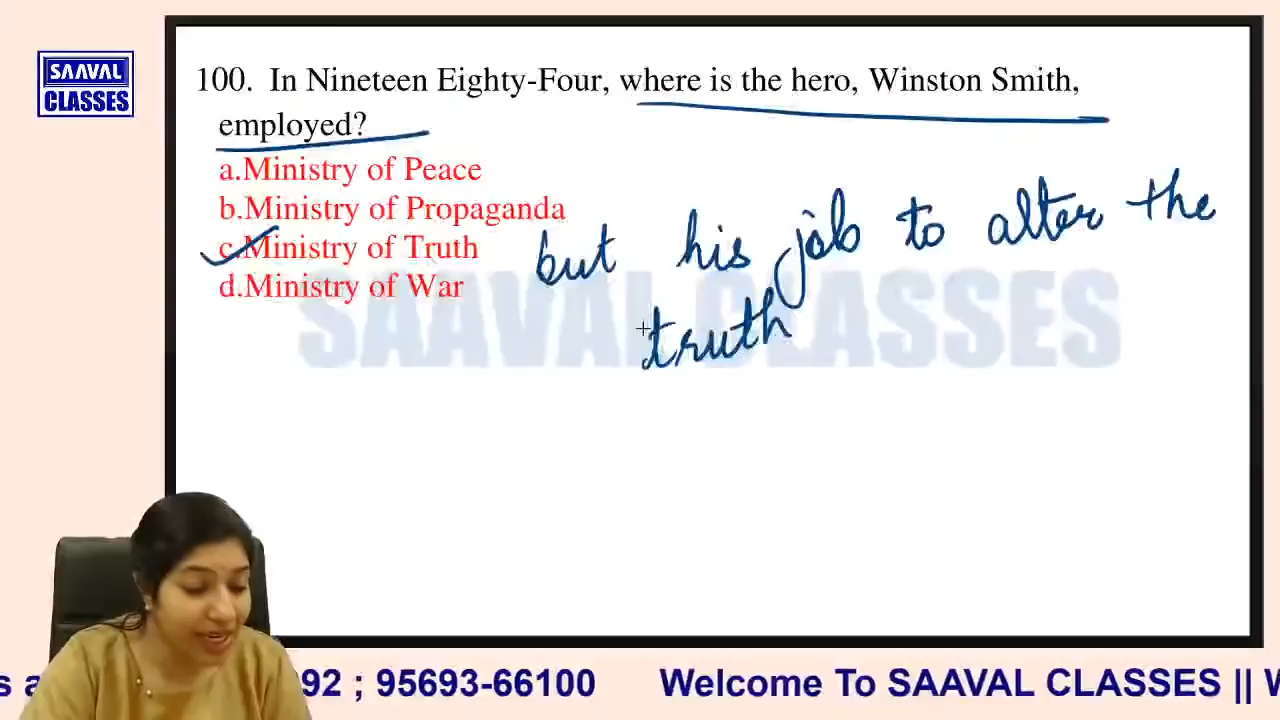 SAAVAL
CLASSES
100. In Nineteen Eighty-Four, where is the hero, Winston Smith,
employed?
a.Ministry of Peace
b.Ministry of Propaganda
c.Ministry of Truth
d.Ministry of War
but his job to alter the
truth
SAAVAL CLASSES
92 ; 95693-66100 Welcome To SAAVAL CLASSES ||